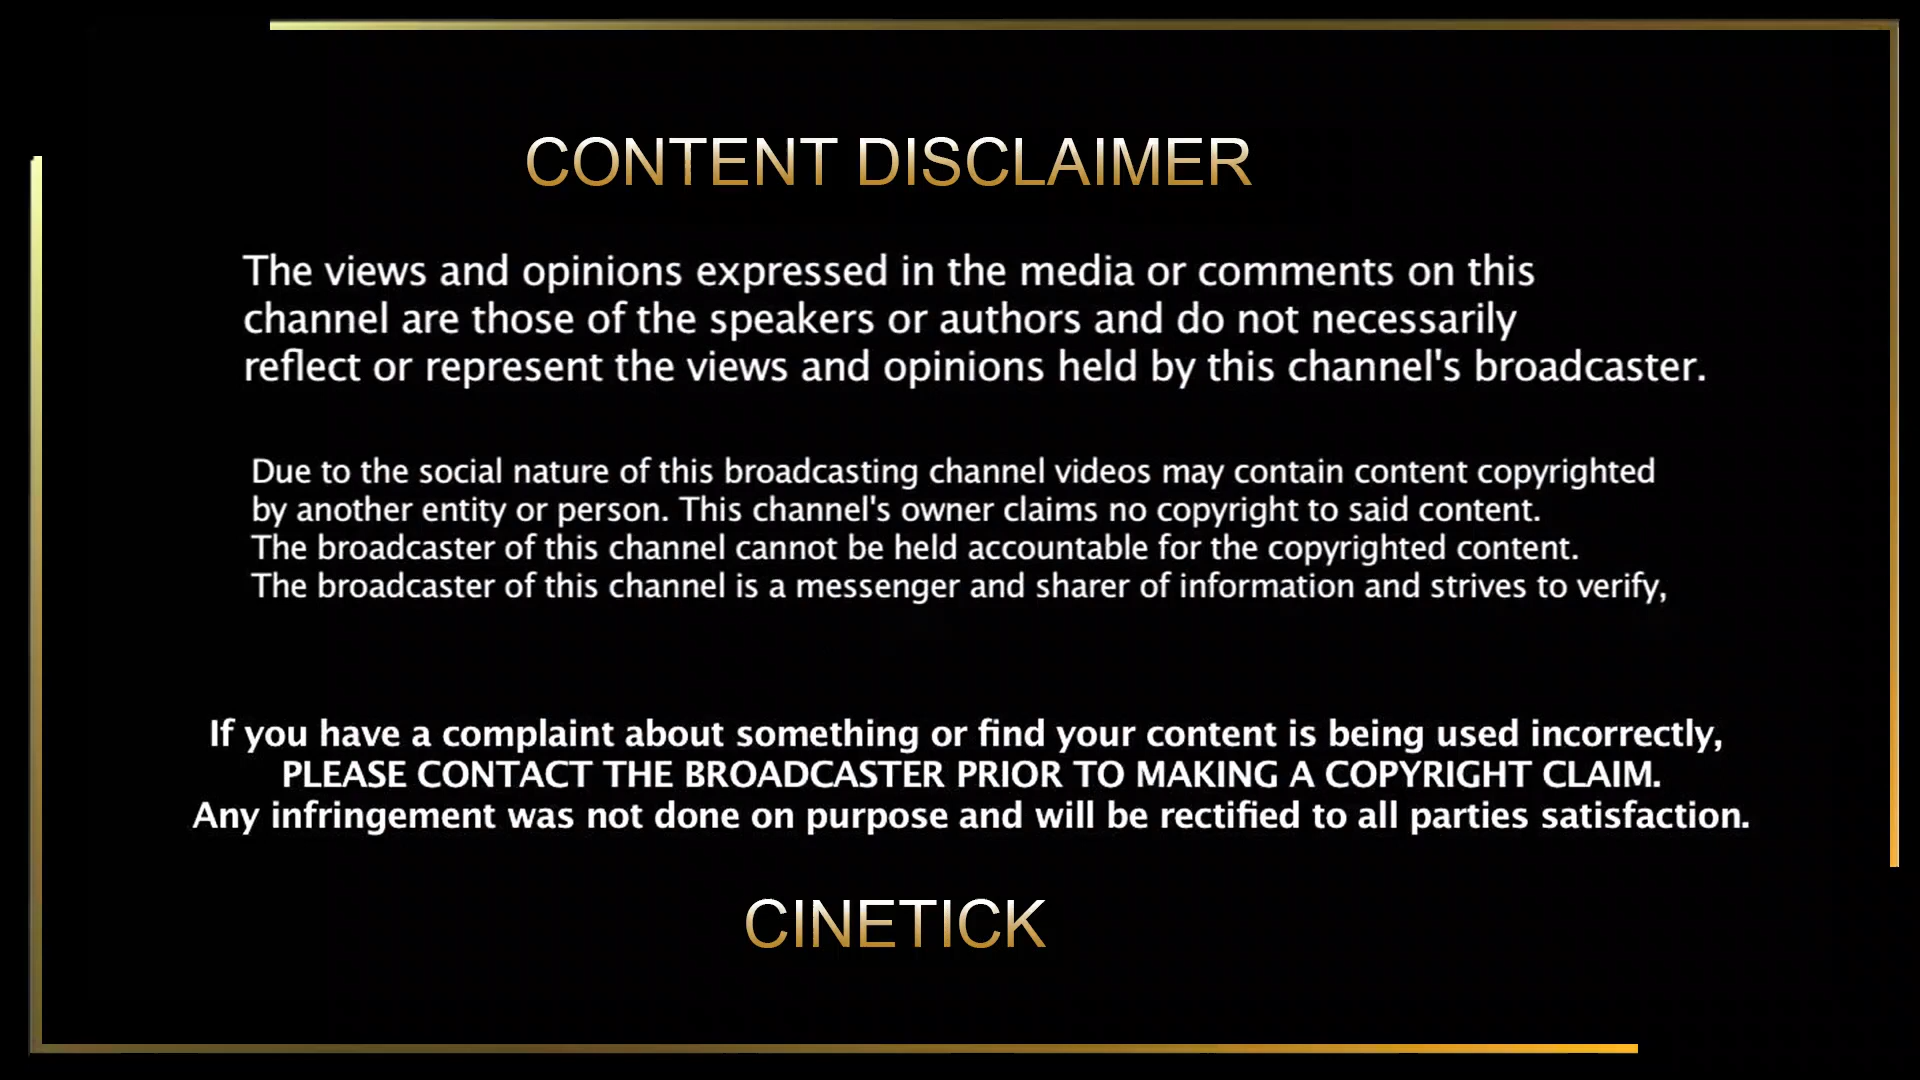 CONTENT DISCLAIMER
The views and opinions expressed in the media or comments on this
channel are those of the speakers or authors and do not necessarily
reflect or represent the views and opinions held by this channel's broadcaster.
Due to the social nature of this broadcasting channel videos may contain content copyrighted
by another entity or person. This channel's owner claims no copyright to said content.
The broadcaster of this channel cannot be held accountable for the copyrighted content.
The broadcaster of this channel is a messenger and sharer of information and strives to verify,
If you have a complaint about something or find your content is being used incorrectly,
PLEASE CONTACT THE BROADCASTER PRIOR TO MAKING A COPYRIGHT CLAIM.
Any infringement was not done on purpose and will be rectified to all parties satisfaction.
CINETICK